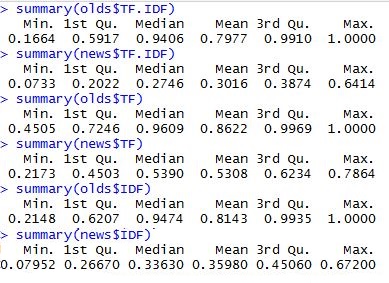 > summary(olds$TF.IDF)
Min. 1st Qu. Median Mean 3rd Qu. Max.
0.1664 0.5917 0.9406 0.7977 0.9910 1.0000
> summary(news$TF.IDF)
Min. 1st Qu. Median Mean 3rd Qu. Max.
0.0733 0.2022 0.2746 0.3016 0.3874 0.6414
> summary(olds$TF)
Min. 1st Qu. Median Mean 3rd Qu. Max.
0.4505 0.7246 0.9609 0.8622 0.9969 1.0000
> summary(news$TF)
Min. 1st Qu. Median Mean 3rd Qu. Max.
0.2173 0.4503 0.5390 0.5308 0.6234 0.7864
> summary(olds$IDF)
Min. 1st Qu. Median Mean 3rd Qu. Max.
0.2148 0.6207 0.9474 0.8143 0.9935 1.0000
> summary(news$IDF)
Min. 1st Qu. Median Mean 3rd Qu. Max.
0.07952 0.26670 0.33630 0.35980 0.45060 0.67200